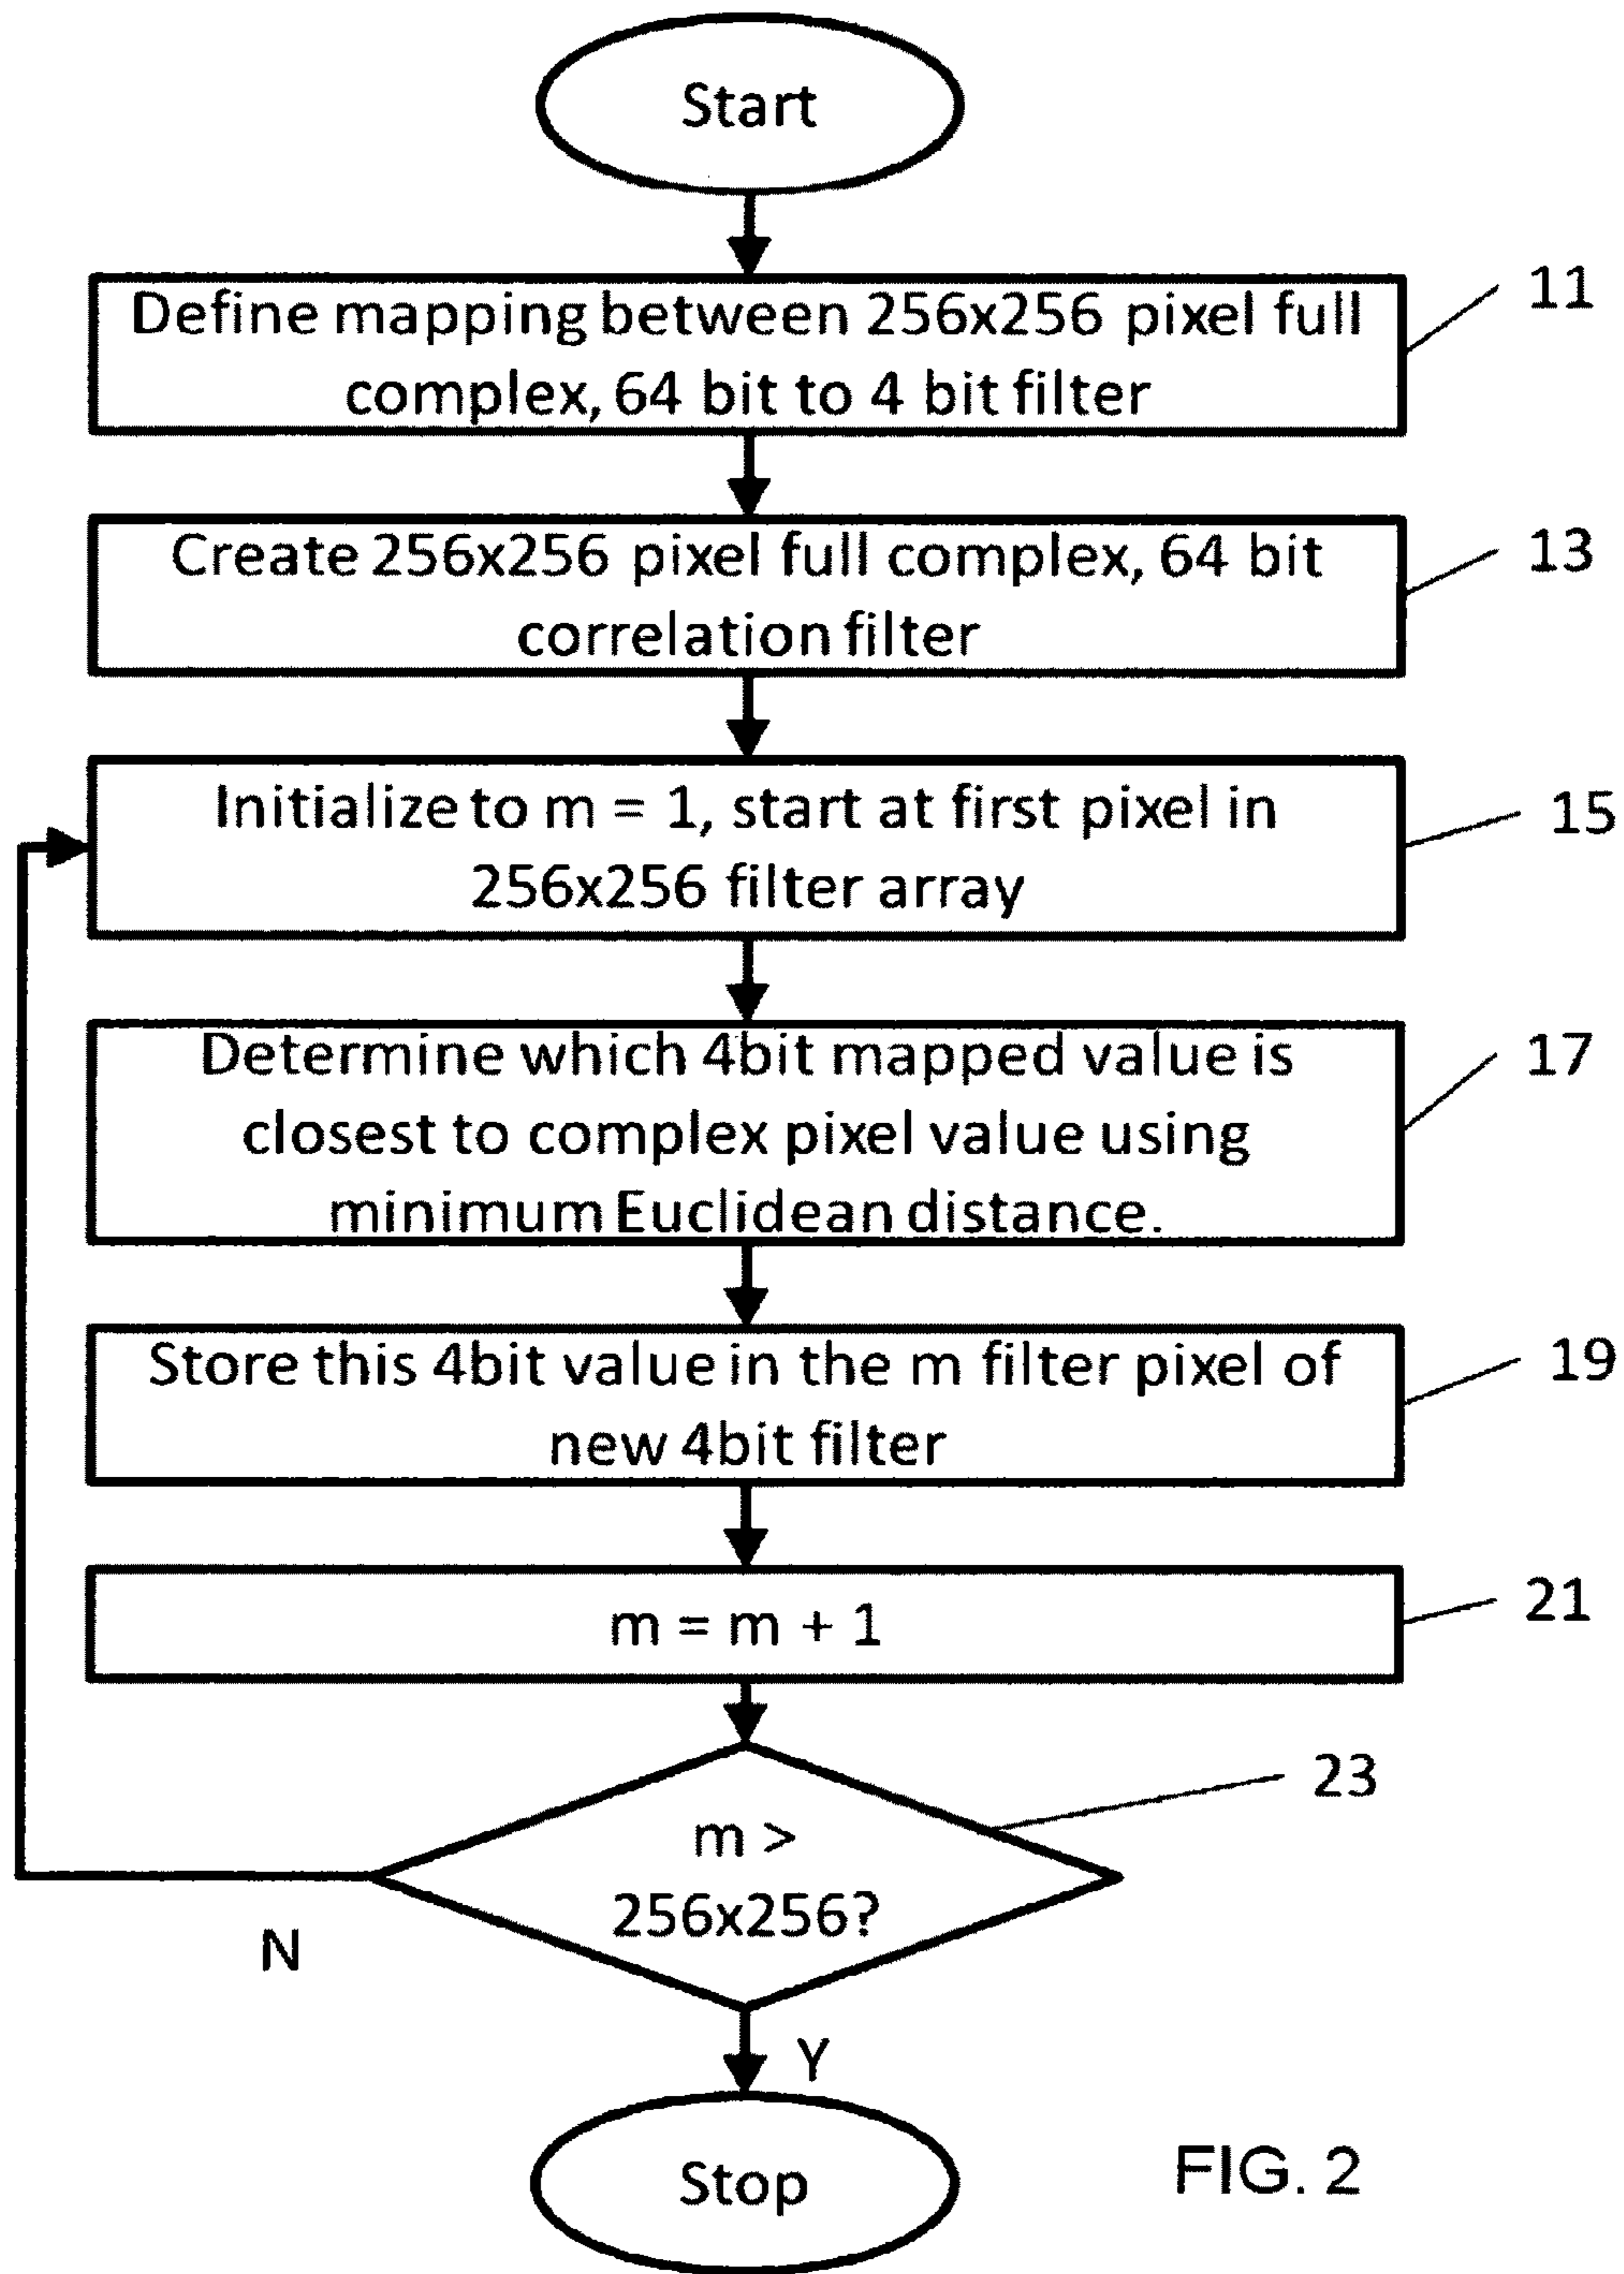 Start
Define mapping between 256x256 pixel full
complex, 64 bit to 4 bit filter
11
Create 256x256 pixel full complex, 64 bit
correlation filter
13
Initialize to m = 1, start at first pixel in
256x256 filter array
15
Determine which 4bit mapped value is
closest to complex pixel value using
minimum Euclidean distance.
17
Store this 4bit value in the m filter pixel of
new 4bit filter
19
m = m + 1
21
m >
256x256?
23
N
Y
Stop
FIG. 2